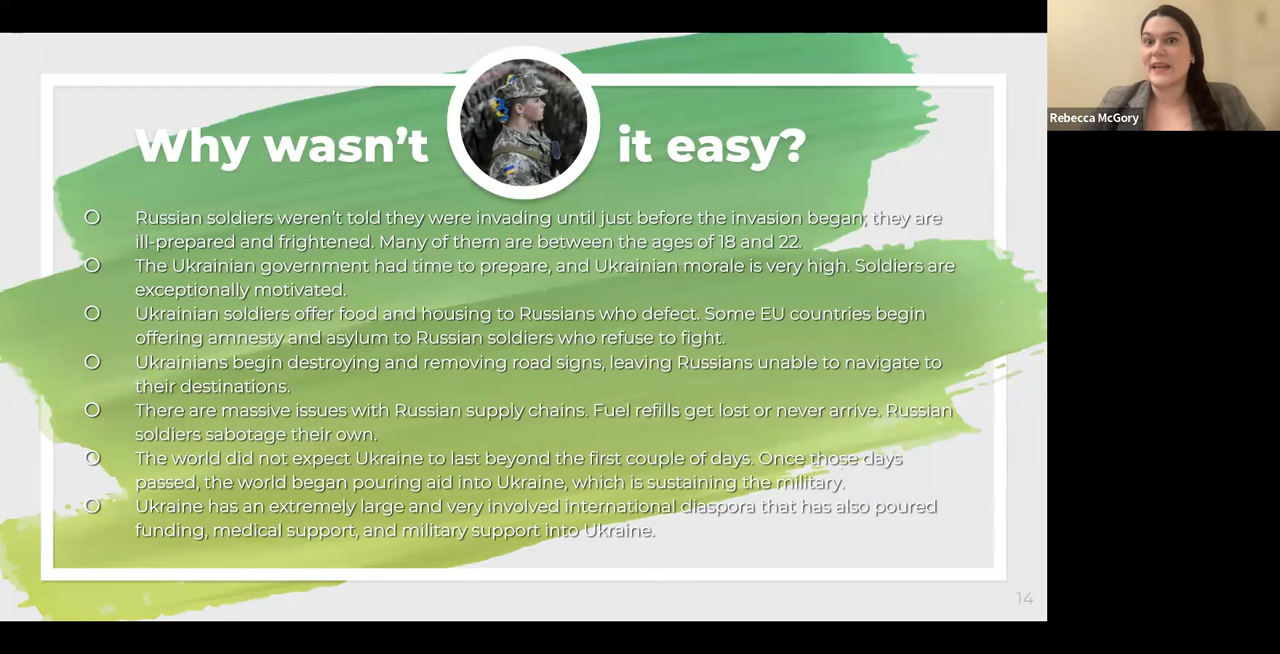 Why wasn't it easy?
Russian soldiers weren't told they were invading until just before the invasion began; they are
ill-prepared and frightened. Many of them are between the ages of 18 and 22.
The Ukrainian government had time to prepare, and Ukrainian morale is very high. Soldiers are
exceptionally motivated.
Ukrainian soldiers offer food and housing to Russians who defect. Some EU countries begin
offering amnesty and asylum to Russian soldiers who refuse to fight.
Ukrainians begin destroying and removing road signs, leaving Russians unable to navigate to
their destinations.
There are massive issues with Russian supply chains. Fuel refills get lost or never arrive. Russian
soldiers sabotage their own.
The world did not expect Ukraine to last beyond the first couple of days. Once those days
passed, the world began pouring aid into Ukraine, which is sustaining the military.
Ukraine has an extremely large and very involved international diaspora that has also poured
funding, medical support, and military support into Ukraine.
14
Rebecca McGory